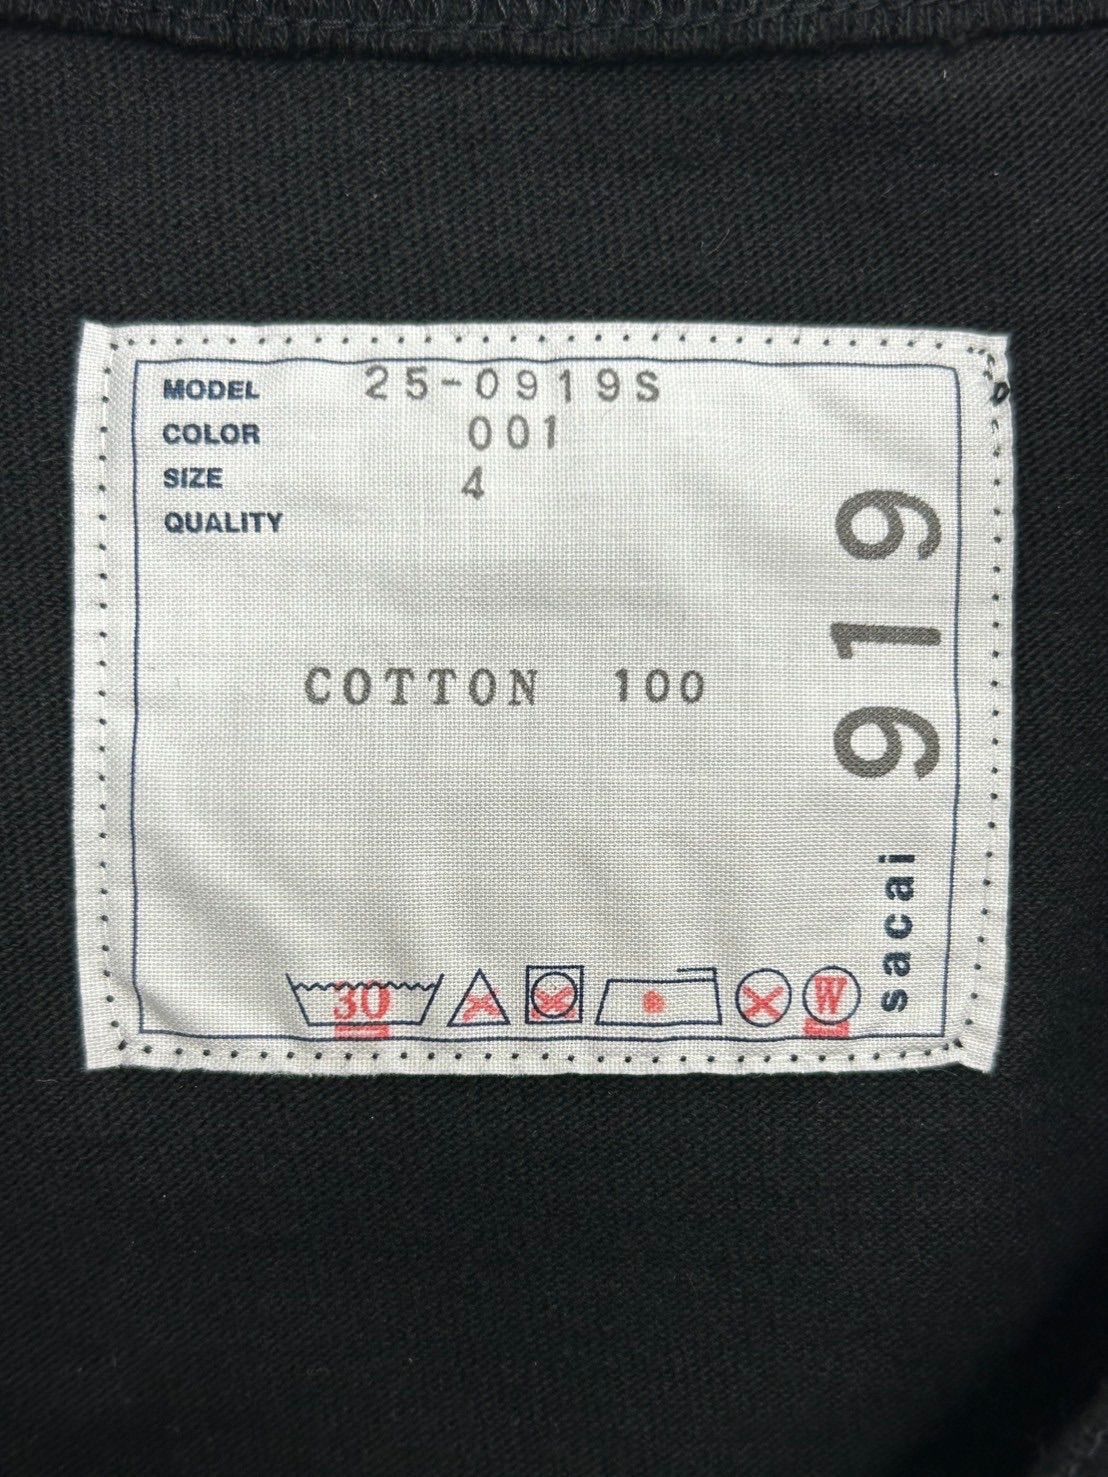 MODEL 25-0919S
COLOR 001
SIZE 4
QUALITY
COTTON 100
sacai 919
30
W